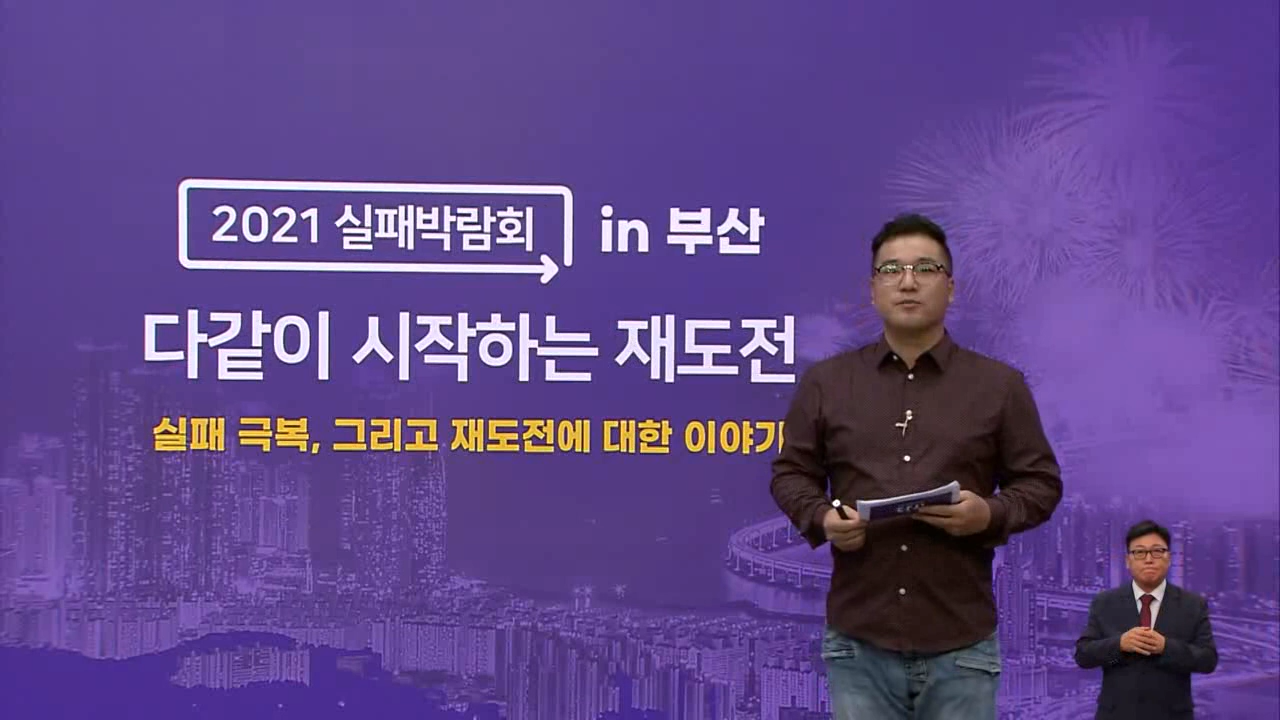 2021 실패박람회 in 부산
다같이 시작하는 재도전
실패 극복, 그리고 재도전에 대한 이야기